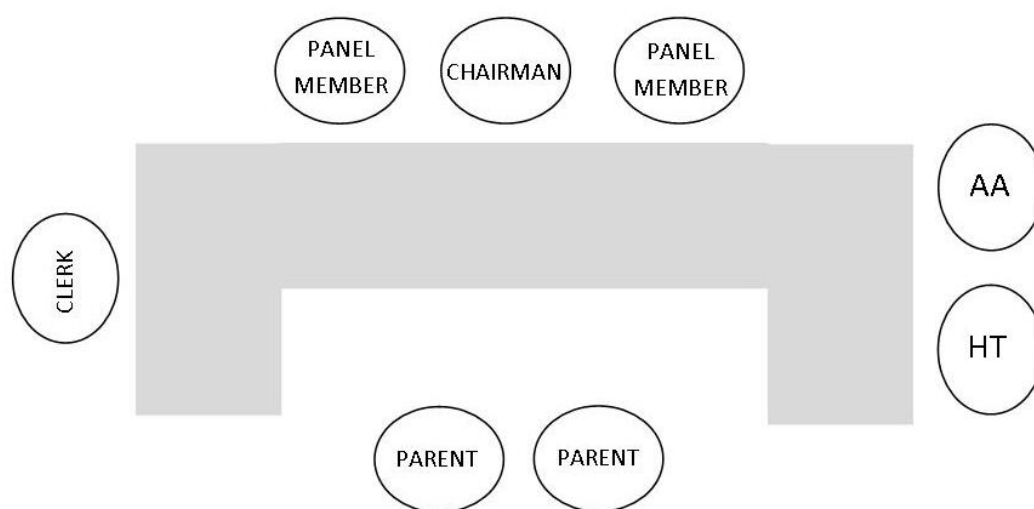 PANEL
MEMBER
CHAIRMAN
PANEL
MEMBER
AA
CLERK
HT
PARENT
PARENT